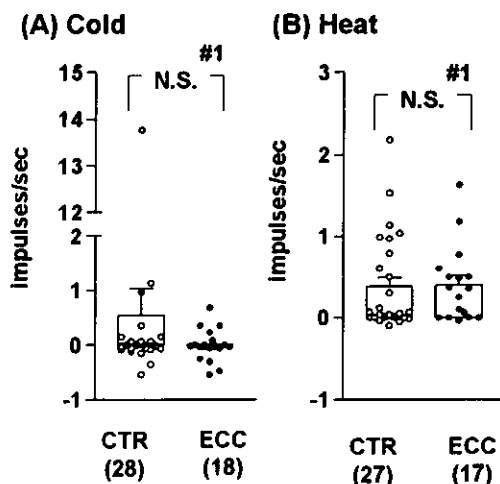 (A) Cold
#1
N.S.
impulses/sec
15
14
13
12
2
1
0
-1
CTR
(28)
ECC
(18)
(B) Heat
#1
N.S.
impulses/sec
3
2
1
0
-1
CTR
(27)
ECC
(17)